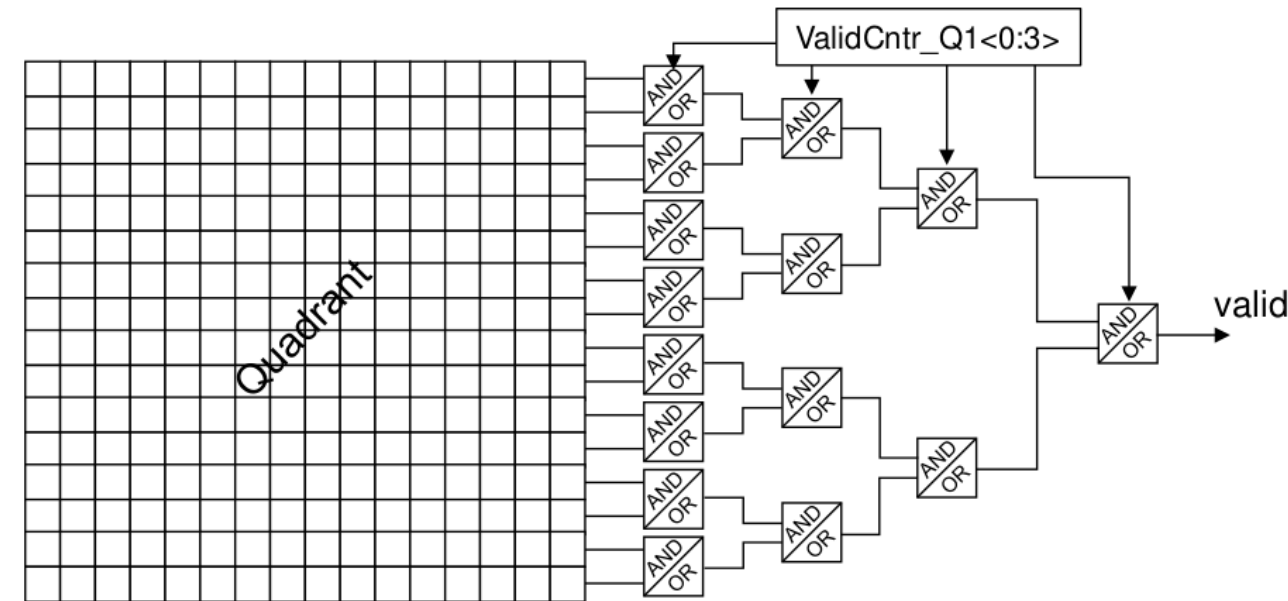 ValidCntr_Q1<0:3>
AND
OR
AND
OR
AND
OR
AND
OR
AND
OR
AND
OR
AND
OR
AND
OR
AND
OR
AND
OR
AND
OR
AND
OR
AND
OR
AND
OR
AND
OR
Quadrant
valid